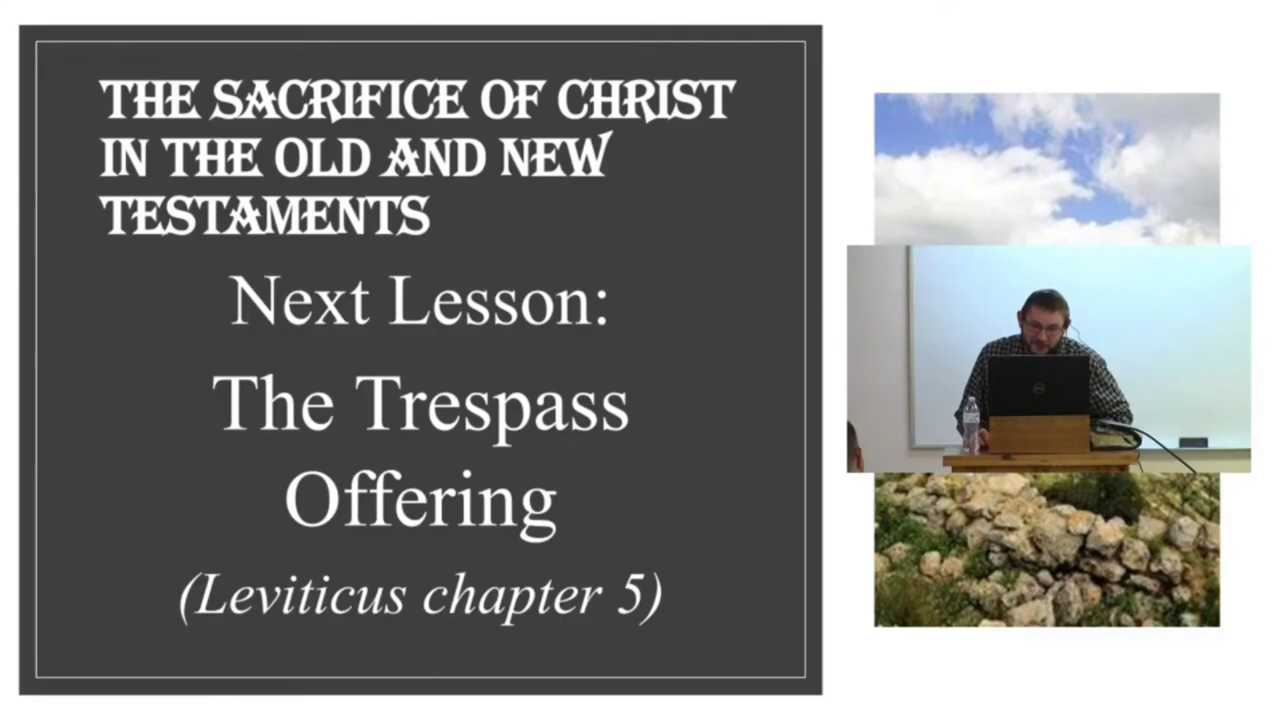 THE SACRIFICE OF CHRIST
IN THE OLD AND NEW
TESTAMENTS
Next Lesson:
The Trespass
Offering
(Leviticus chapter 5)